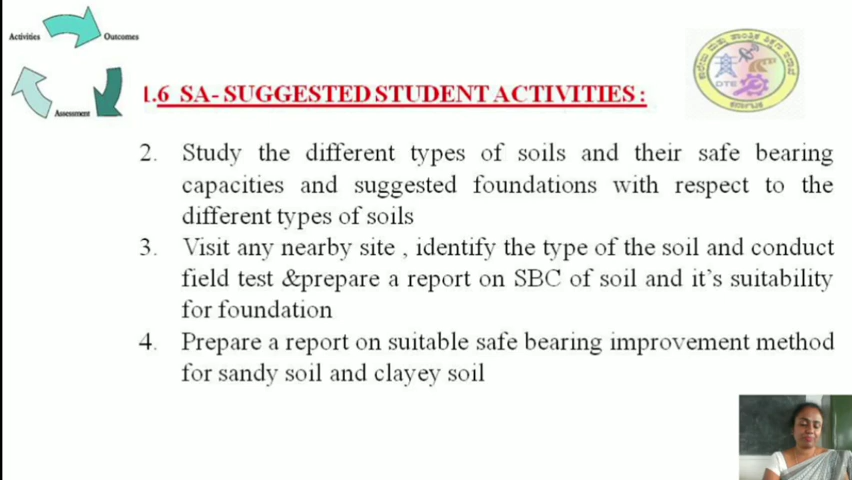 Activities
Outcomes
Assessment
1.6 SA- SUGGESTED STUDENT ACTIVITIES :
DTE
2. Study the different types of soils and their safe bearing
capacities and suggested foundations with respect to the
different types of soils
3. Visit any nearby site , identify the type of the soil and conduct
field test &prepare a report on SBC of soil and it's suitability
for foundation
4. Prepare a report on suitable safe bearing improvement method
for sandy soil and clayey soil